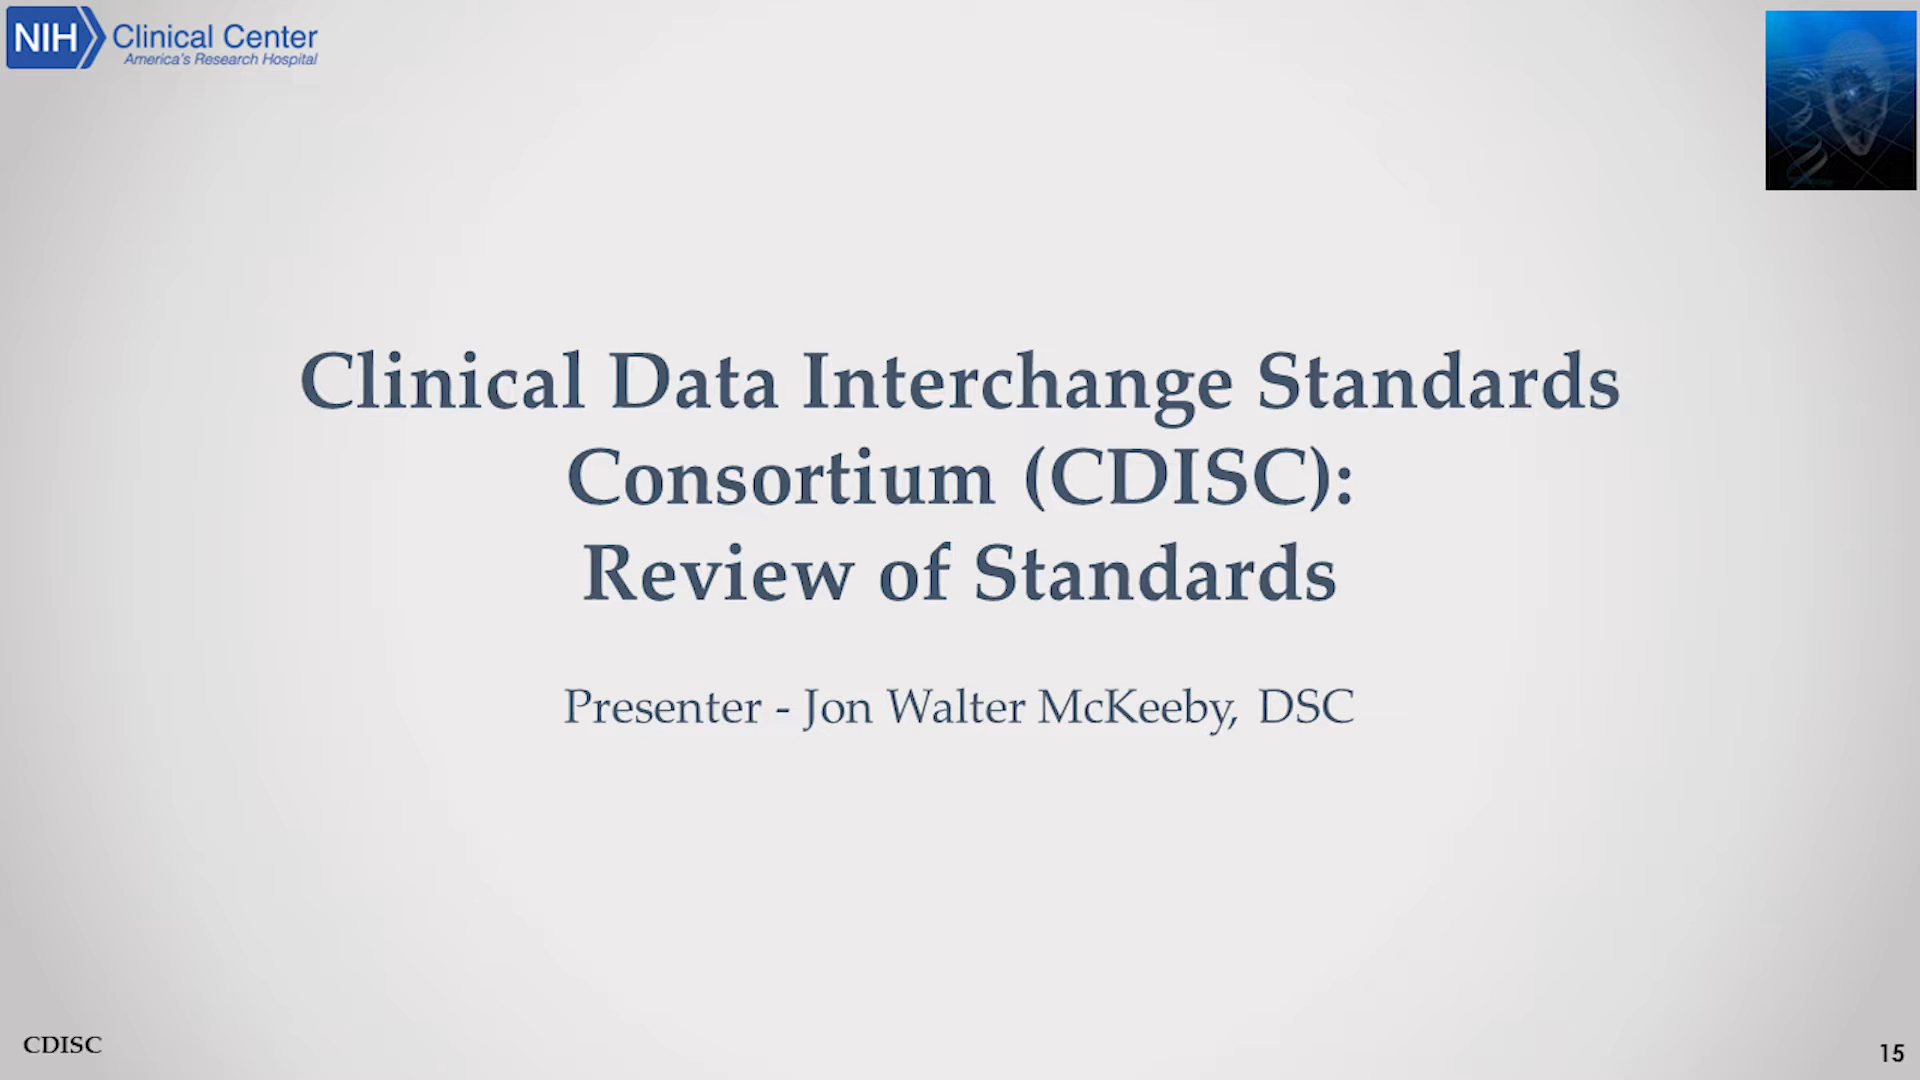 NIH Clinical Center
America's Research Hospital
Clinical Data Interchange Standards
Consortium (CDISC):
Review of Standards
Presenter - Jon Walter McKeeby, DSC
CDISC
15